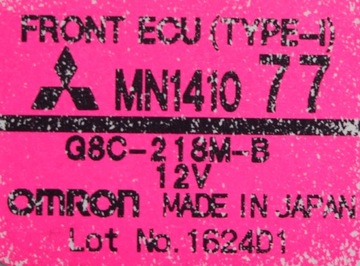 FRONT ECU (TYPE-I)
MN1410 77
G8C-218M-B
12V
OMRON MADE IN JAPAN
Lot No. 1624D1